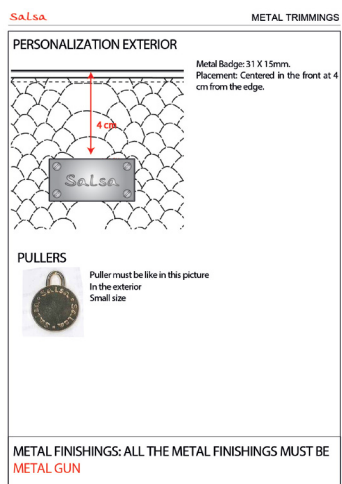 Salsa
METAL TRIMMINGS
PERSONALIZATION EXTERIOR
Metal Badge: 31 X 15mm.
Placement: Centered in the front at 4
cm from the edge.
4 cm
Salsa
PULLERS
Puller must be like in this picture
In the exterior
Small size
Salsa
Salsa
METAL FINISHINGS: ALL THE METAL FINISHINGS MUST BE
METAL GUN